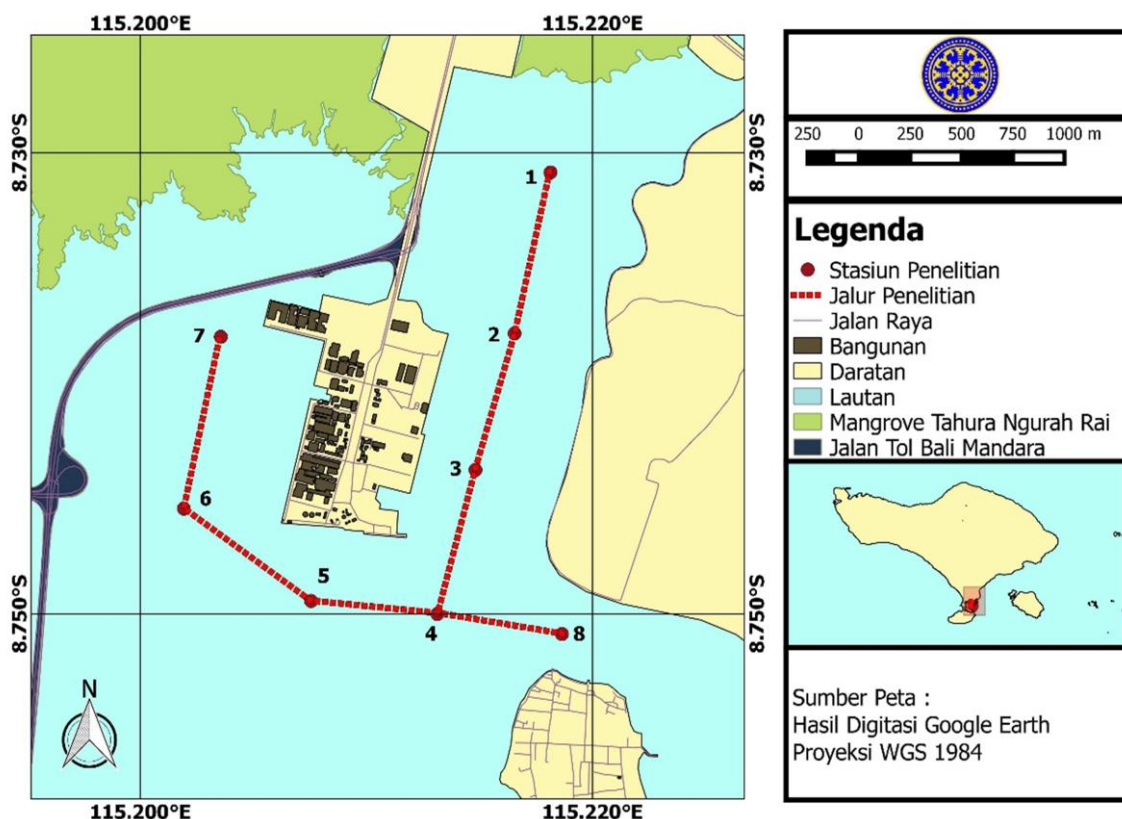 115.200°E
115.220°E
8.730°S
8.730°S
8.750°S
8.750°S
1
2
3
4
5
6
7
8
N
115.200°E
115.220°E
250 0 250 500 750 1000 m
Legenda
Stasiun Penelitian
Jalur Penelitian
Jalan Raya
Bangunan
Daratan
Lautan
Mangrove Tahura Ngurah Rai
Jalan Tol Bali Mandara
Sumber Peta :
Hasil Digitasi Google Earth
Proyeksi WGS 1984